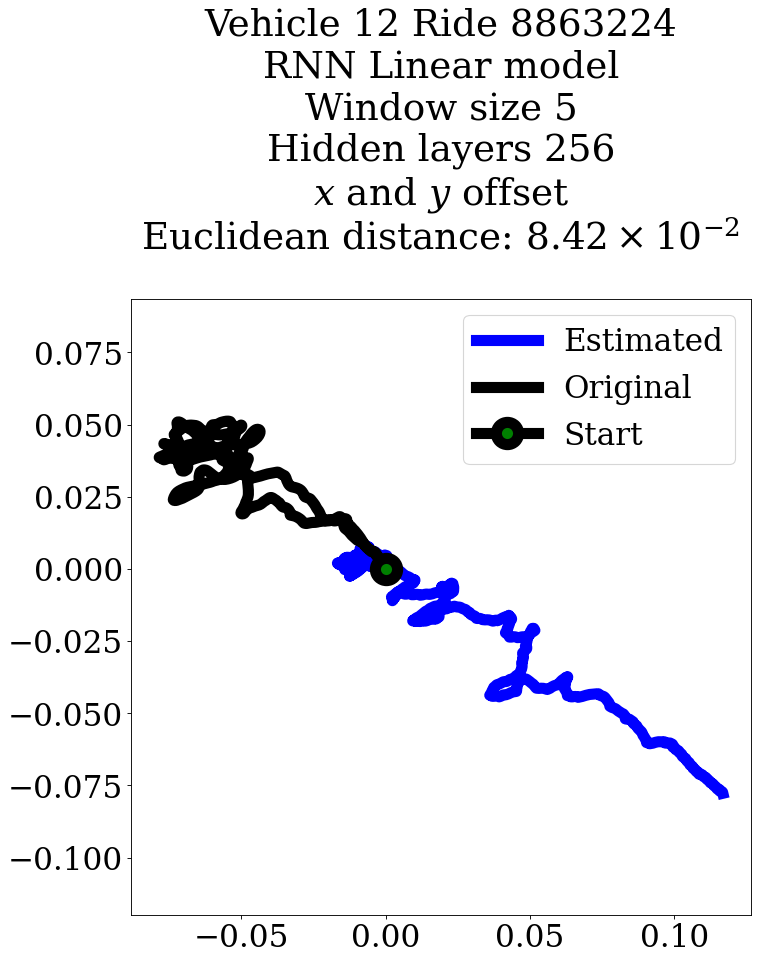 Vehicle 12 Ride 8863224
RNN Linear model
Window size 5
Hidden layers 256
x and y offset
Euclidean distance: 8.42 × 10⁻²
Estimated
Original
Start
0.075
0.050
0.025
0.000
−0.025
−0.050
−0.075
−0.100
−0.05 0.00 0.05 0.10